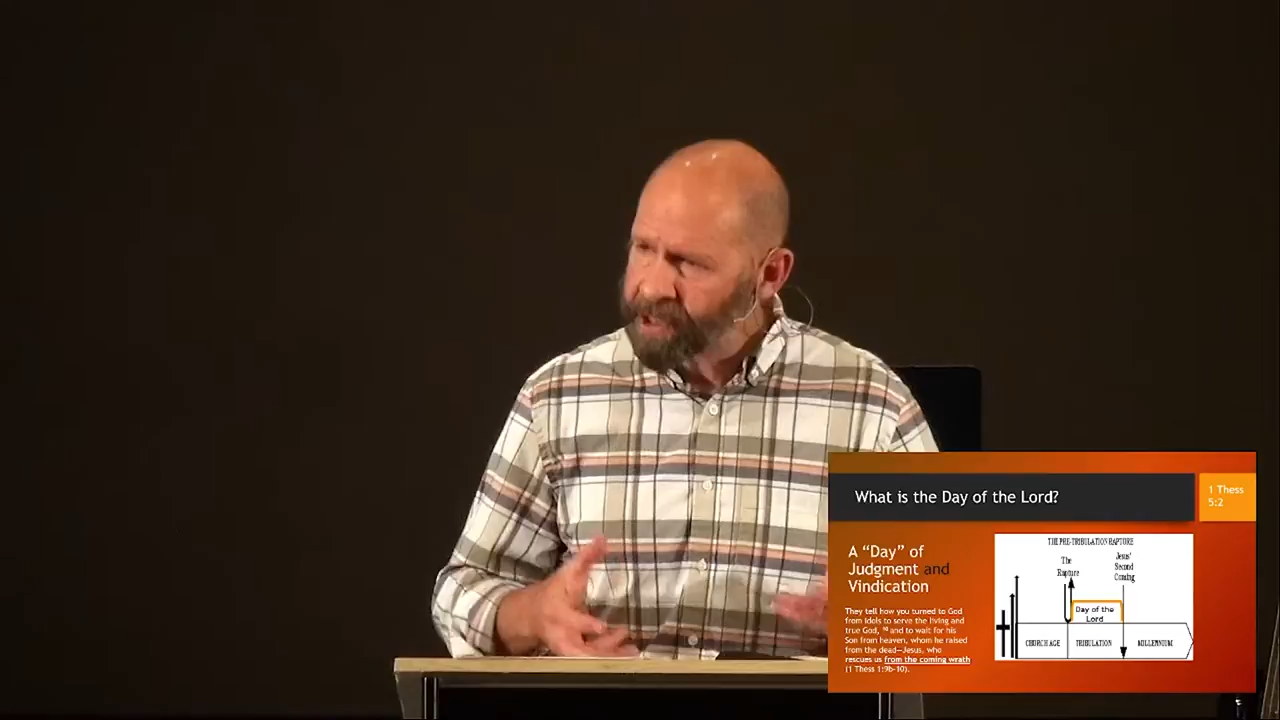 What is the Day of the Lord?
1 Thess
5:2
A “Day” of
Judgment and
Vindication
They tell how you turned to God
from idols to serve the living and
true God, ¹⁰ and to wait for his
Son from heaven, whom he raised
from the dead—Jesus, who
rescues us from the coming wrath
(1 Thess 1:9b-10).
THE PRE-TRIBULATION RAPTURE
The
Rapture
Jesus'
Second
Coming
Day of the
Lord
CHURCH AGE
TRIBULATION
MILLENNIUM